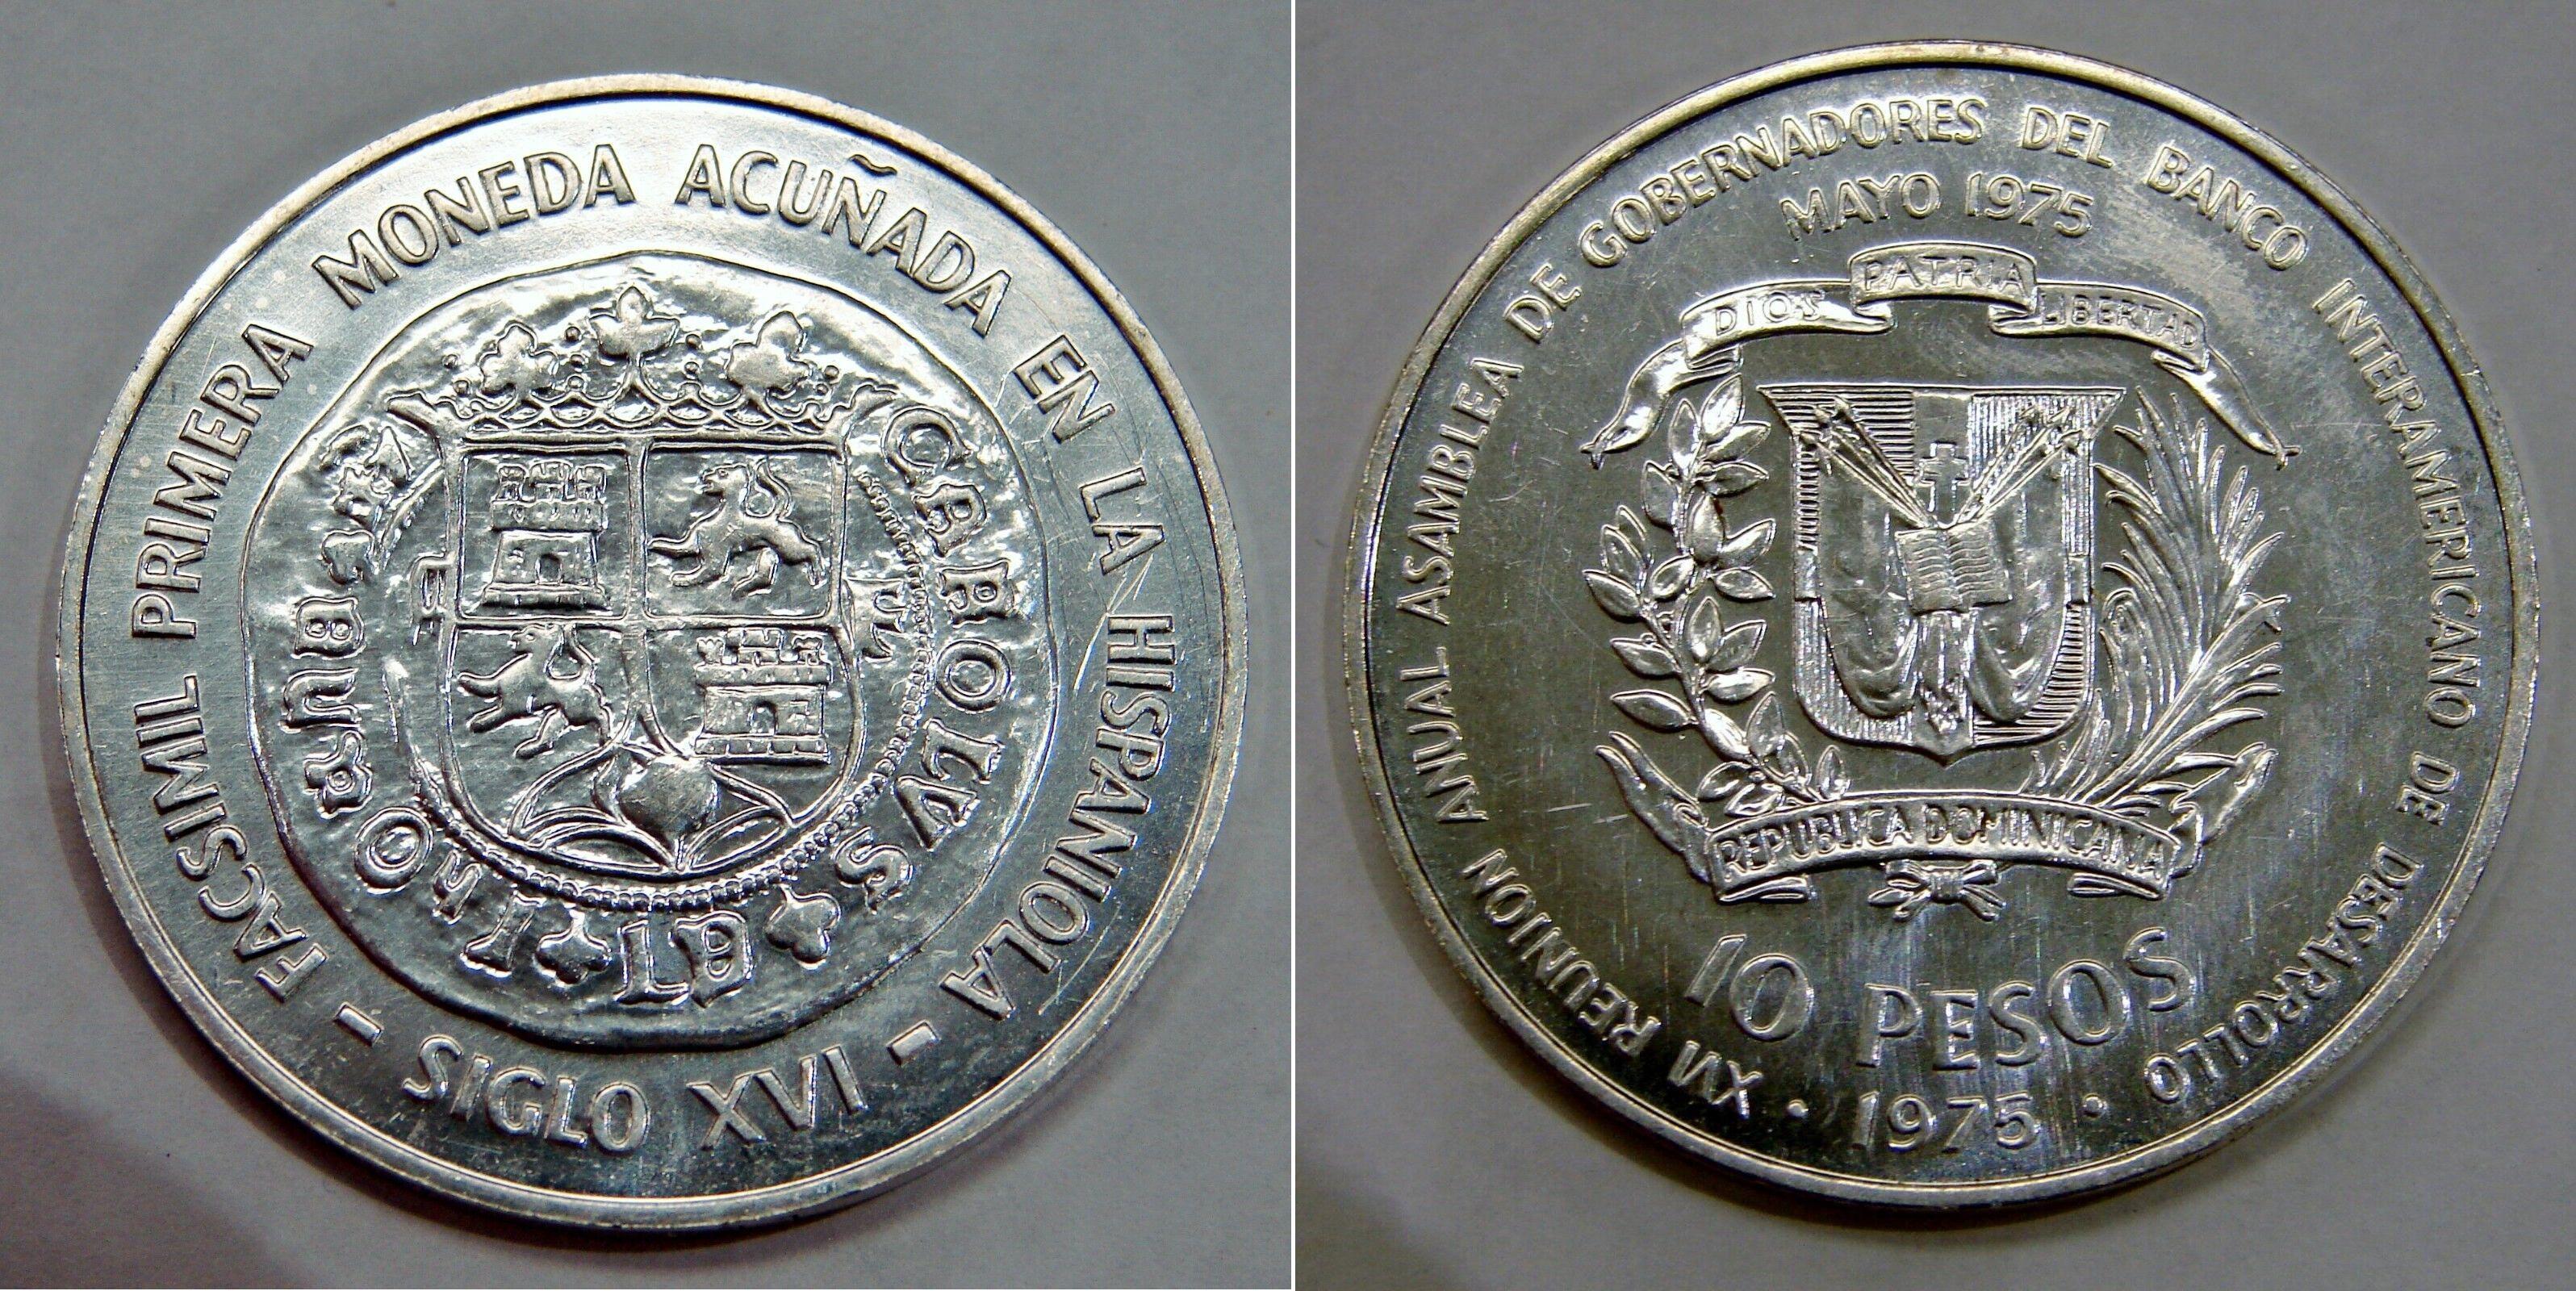 FACSIMIL PRIMERA MONEDA ACUÑADA EN LA HISPANIOLA
- SIGLO XVI -
CAROLVS
XVI REUNION ANUAL ASAMBLEA DE GOBERNADORES DEL BANCO INTERAMERICANO DE DESARROLLO
MAYO 1975
DIOS PATRIA LIBERTAD
REPUBLICA DOMINICANA
10 PESOS
• 1975 •